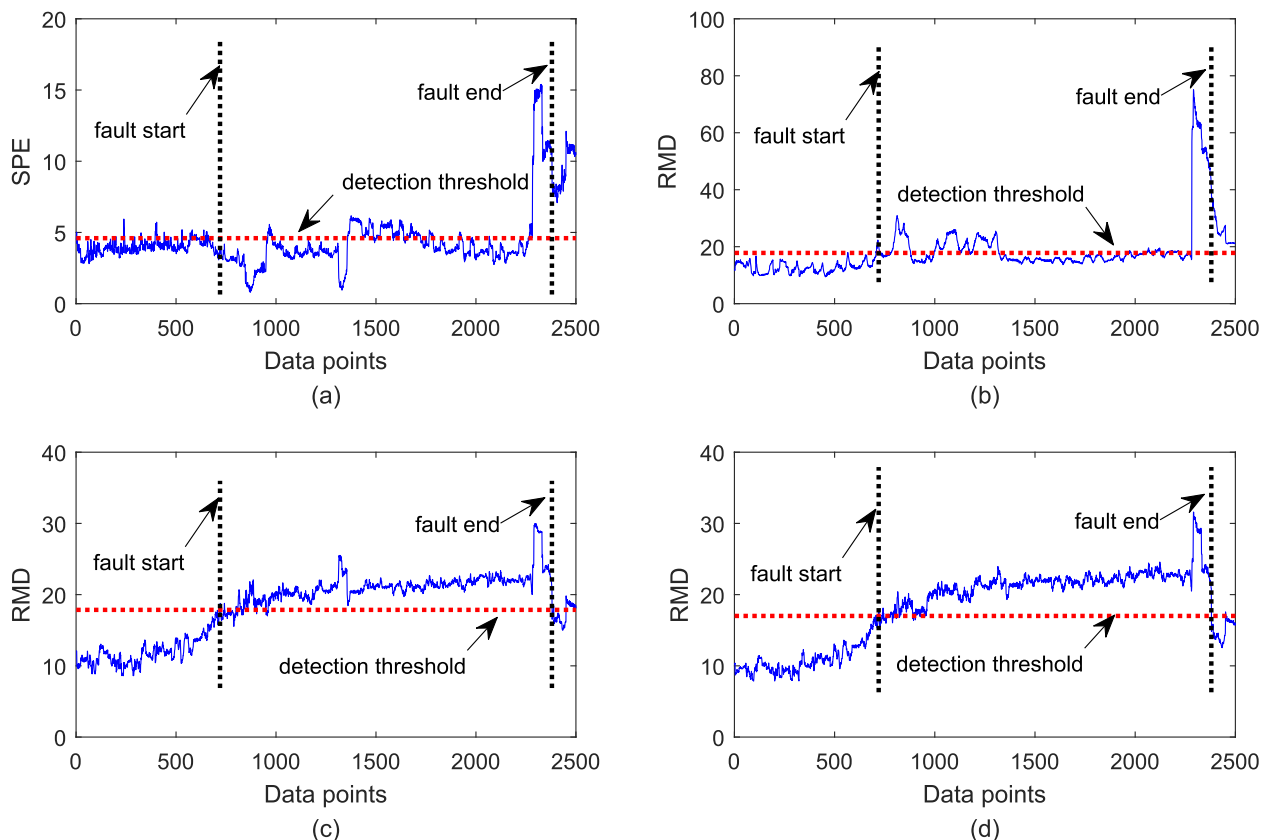 20
15
10
5
0
SPE
fault start
fault end
detection threshold
0 500 1000 1500 2000 2500
Data points
(a)
100
80
60
40
20
0
RMD
fault start
fault end
detection threshold
0 500 1000 1500 2000 2500
Data points
(b)
40
30
20
10
0
RMD
fault start
fault end
detection threshold
0 500 1000 1500 2000 2500
Data points
(c)
40
30
20
10
0
RMD
fault start
fault end
detection threshold
0 500 1000 1500 2000 2500
Data points
(d)